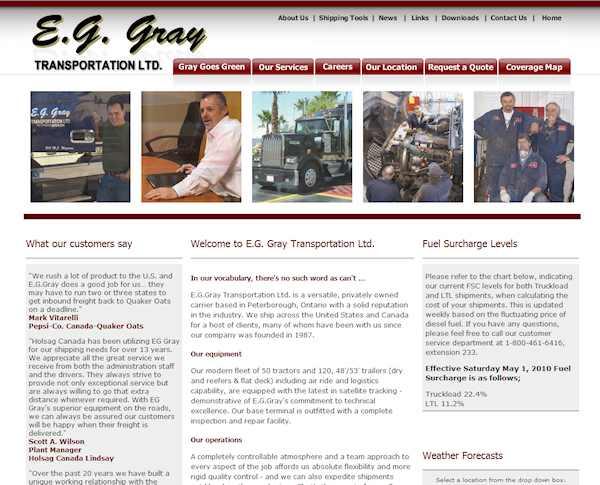 About Us | Shipping Tools | News | Links | Downloads | Contact Us | Home
E.G. Gray
TRANSPORTATION LTD.
Gray Goes Green
Our Services
Careers
Our Location
Request a Quote
Coverage Map
E.G. Gray
TRANSPORTATION LTD.
What our customers say
"We rush a lot of product to the U.S. and
E.G.Gray does a good job for us… they
may have to run two or three states to
get inbound freight back to Quaker Oats
on a deadline."
Mark Vitarelli
Pepsi-Co. Canada-Quaker Oats
"Holsag Canada has been utilizing EG Gray
for our shipping needs for over 13 years.
We appreciate all the great service we
receive from both the administration staff
and the drivers. They always strive to
provide not only exceptional service but
are always willing to go that extra
distance whenever required. With EG
Gray's superior equipment on the roads,
we can always be assured our customers
will be happy when their freight is
delivered."
Scott A. Wilson
Plant Manager
Holsag Canada Lindsay
"Over the past 20 years we have built a
unique working relationship with the
Welcome to E.G. Gray Transportation Ltd.
In our vocabulary, there's no such word as can't ...
E.G.Gray Transportation Ltd. is a versatile, privately owned
carrier based in Peterborough, Ontario with a solid reputation
in the industry. We ship across the United States and Canada
for a host of clients, many of whom have been with us since
our company was founded in 1987.
Our equipment
Our modern fleet of 50 tractors and 120, 48'/53' trailers (dry
and reefers & flat deck) including air ride and logistics
capability, are equipped with the latest in satellite tracking -
demonstrative of E.G.Gray's commitment to technical
excellence. Our base terminal is outfitted with a complete
inspection and repair facility.
Our operations
A completely controllable atmosphere and a team approach to
every aspect of the job affords us absolute flexibility and more
rigid quality control - and we can also expedite shipments
Fuel Surcharge Levels
Please refer to the chart below, indicating
our current FSC levels for both Truckload
and LTL shipments, when calculating the
cost of your shipments. This is updated
weekly based on the fluctuating price of
diesel fuel. If you have any questions,
please feel free to call our customer
service department at 1-800-461-6416,
extension 233.
Effective Saturday May 1, 2010 Fuel
Surcharge is as follows;
Truckload 22.4%
LTL 11.2%
Weather Forecasts
Select a location from the drop down box.